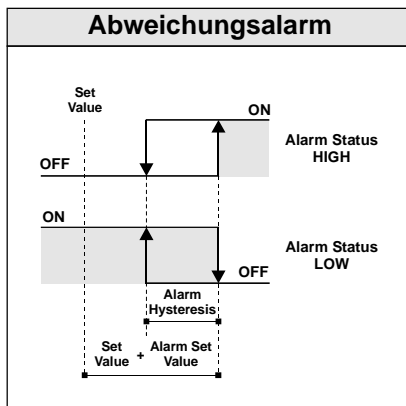 Abweichungsalarm
Set
Value
ON
OFF
Alarm Status
HIGH
ON
OFF
Alarm Status
LOW
Alarm
Hysteresis
Set
Value
+
Alarm Set
Value